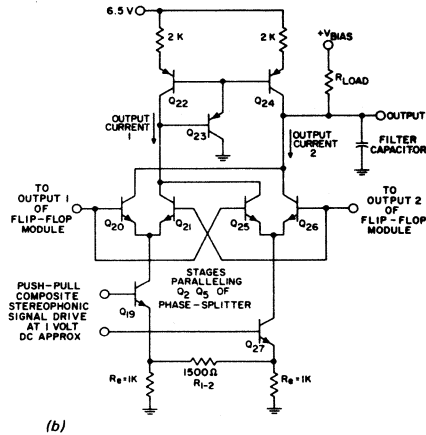 6.5 V
2 K
2 K
+VBIAS
RLOAD
Q22
Q24
Q23
OUTPUT
OUTPUT
CURRENT
1
OUTPUT
CURRENT 2
FILTER
CAPACITOR
TO
OUTPUT 1
OF
FLIP-FLOP
MODULE
Q20
Q21
Q25
Q26
TO
OUTPUT 2
OF
FLIP-FLOP
MODULE
STAGES
PARALLELING
Q2 Q5 OF
PHASE-SPLITTER
PUSH-PULL
COMPOSITE
STEREOPHONIC
SIGNAL DRIVE
AT 1 VOLT
DC APPROX
Q19
Q27
1500Ω
R1-2
Re=1K
Re=1K
(b)